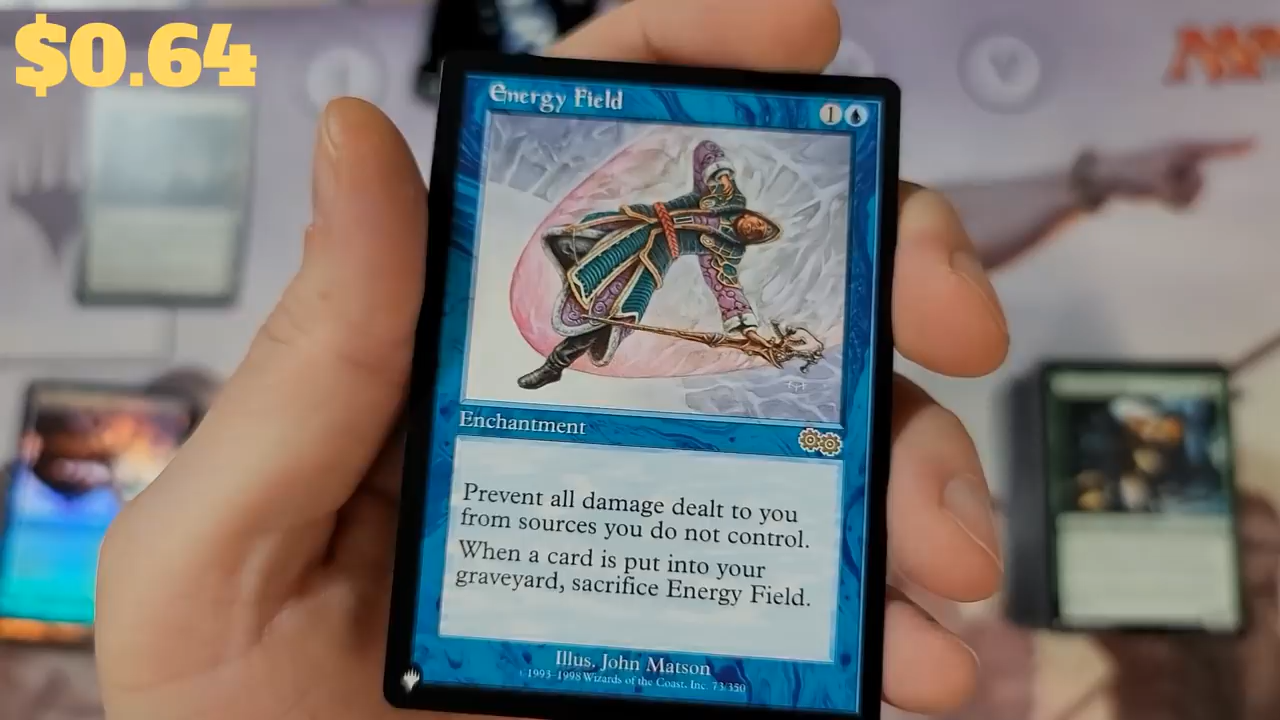 $0.64
Energy Field
1
Enchantment
Prevent all damage dealt to you
from sources you do not control.
When a card is put into your
graveyard, sacrifice Energy Field.
Illus. John Matson
1993-1998 Wizards of the Coast, Inc. 73/350